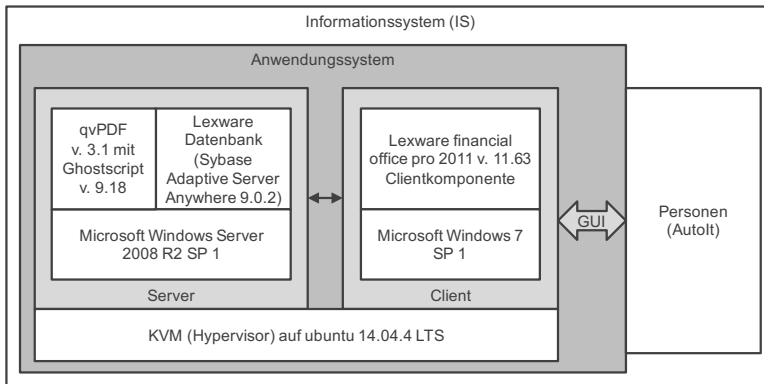 Informationssystem (IS)
Anwendungssystem
qvPDF
v. 3.1 mit
Ghostscript
v. 9.18
Lexware
Datenbank
(Sybase
Adaptive Server
Anywhere 9.0.2)
Microsoft Windows Server
2008 R2 SP 1
Server
Lexware financial
office pro 2011 v. 11.63
Clientkomponente
Microsoft Windows 7
SP 1
Client
GUI
Personen
(AutoIt)
KVM (Hypervisor) auf ubuntu 14.04.4 LTS